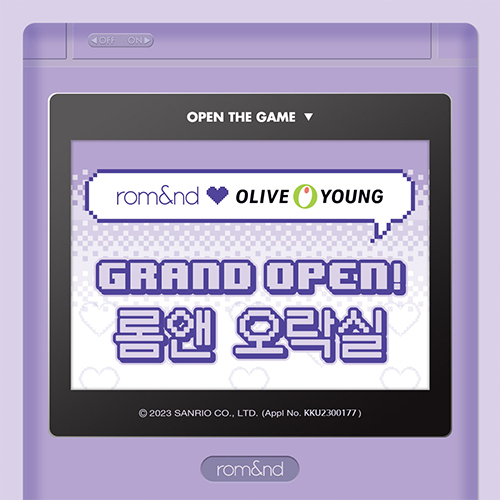 ◀OFF ON▶
OPEN THE GAME ▼
rom&nd 💜 OLIVE YOUNG
GRAND OPEN!
롬앤 오락실
© 2023 SANRIO CO., LTD. (Appl No. KKU2300177)
rom&nd